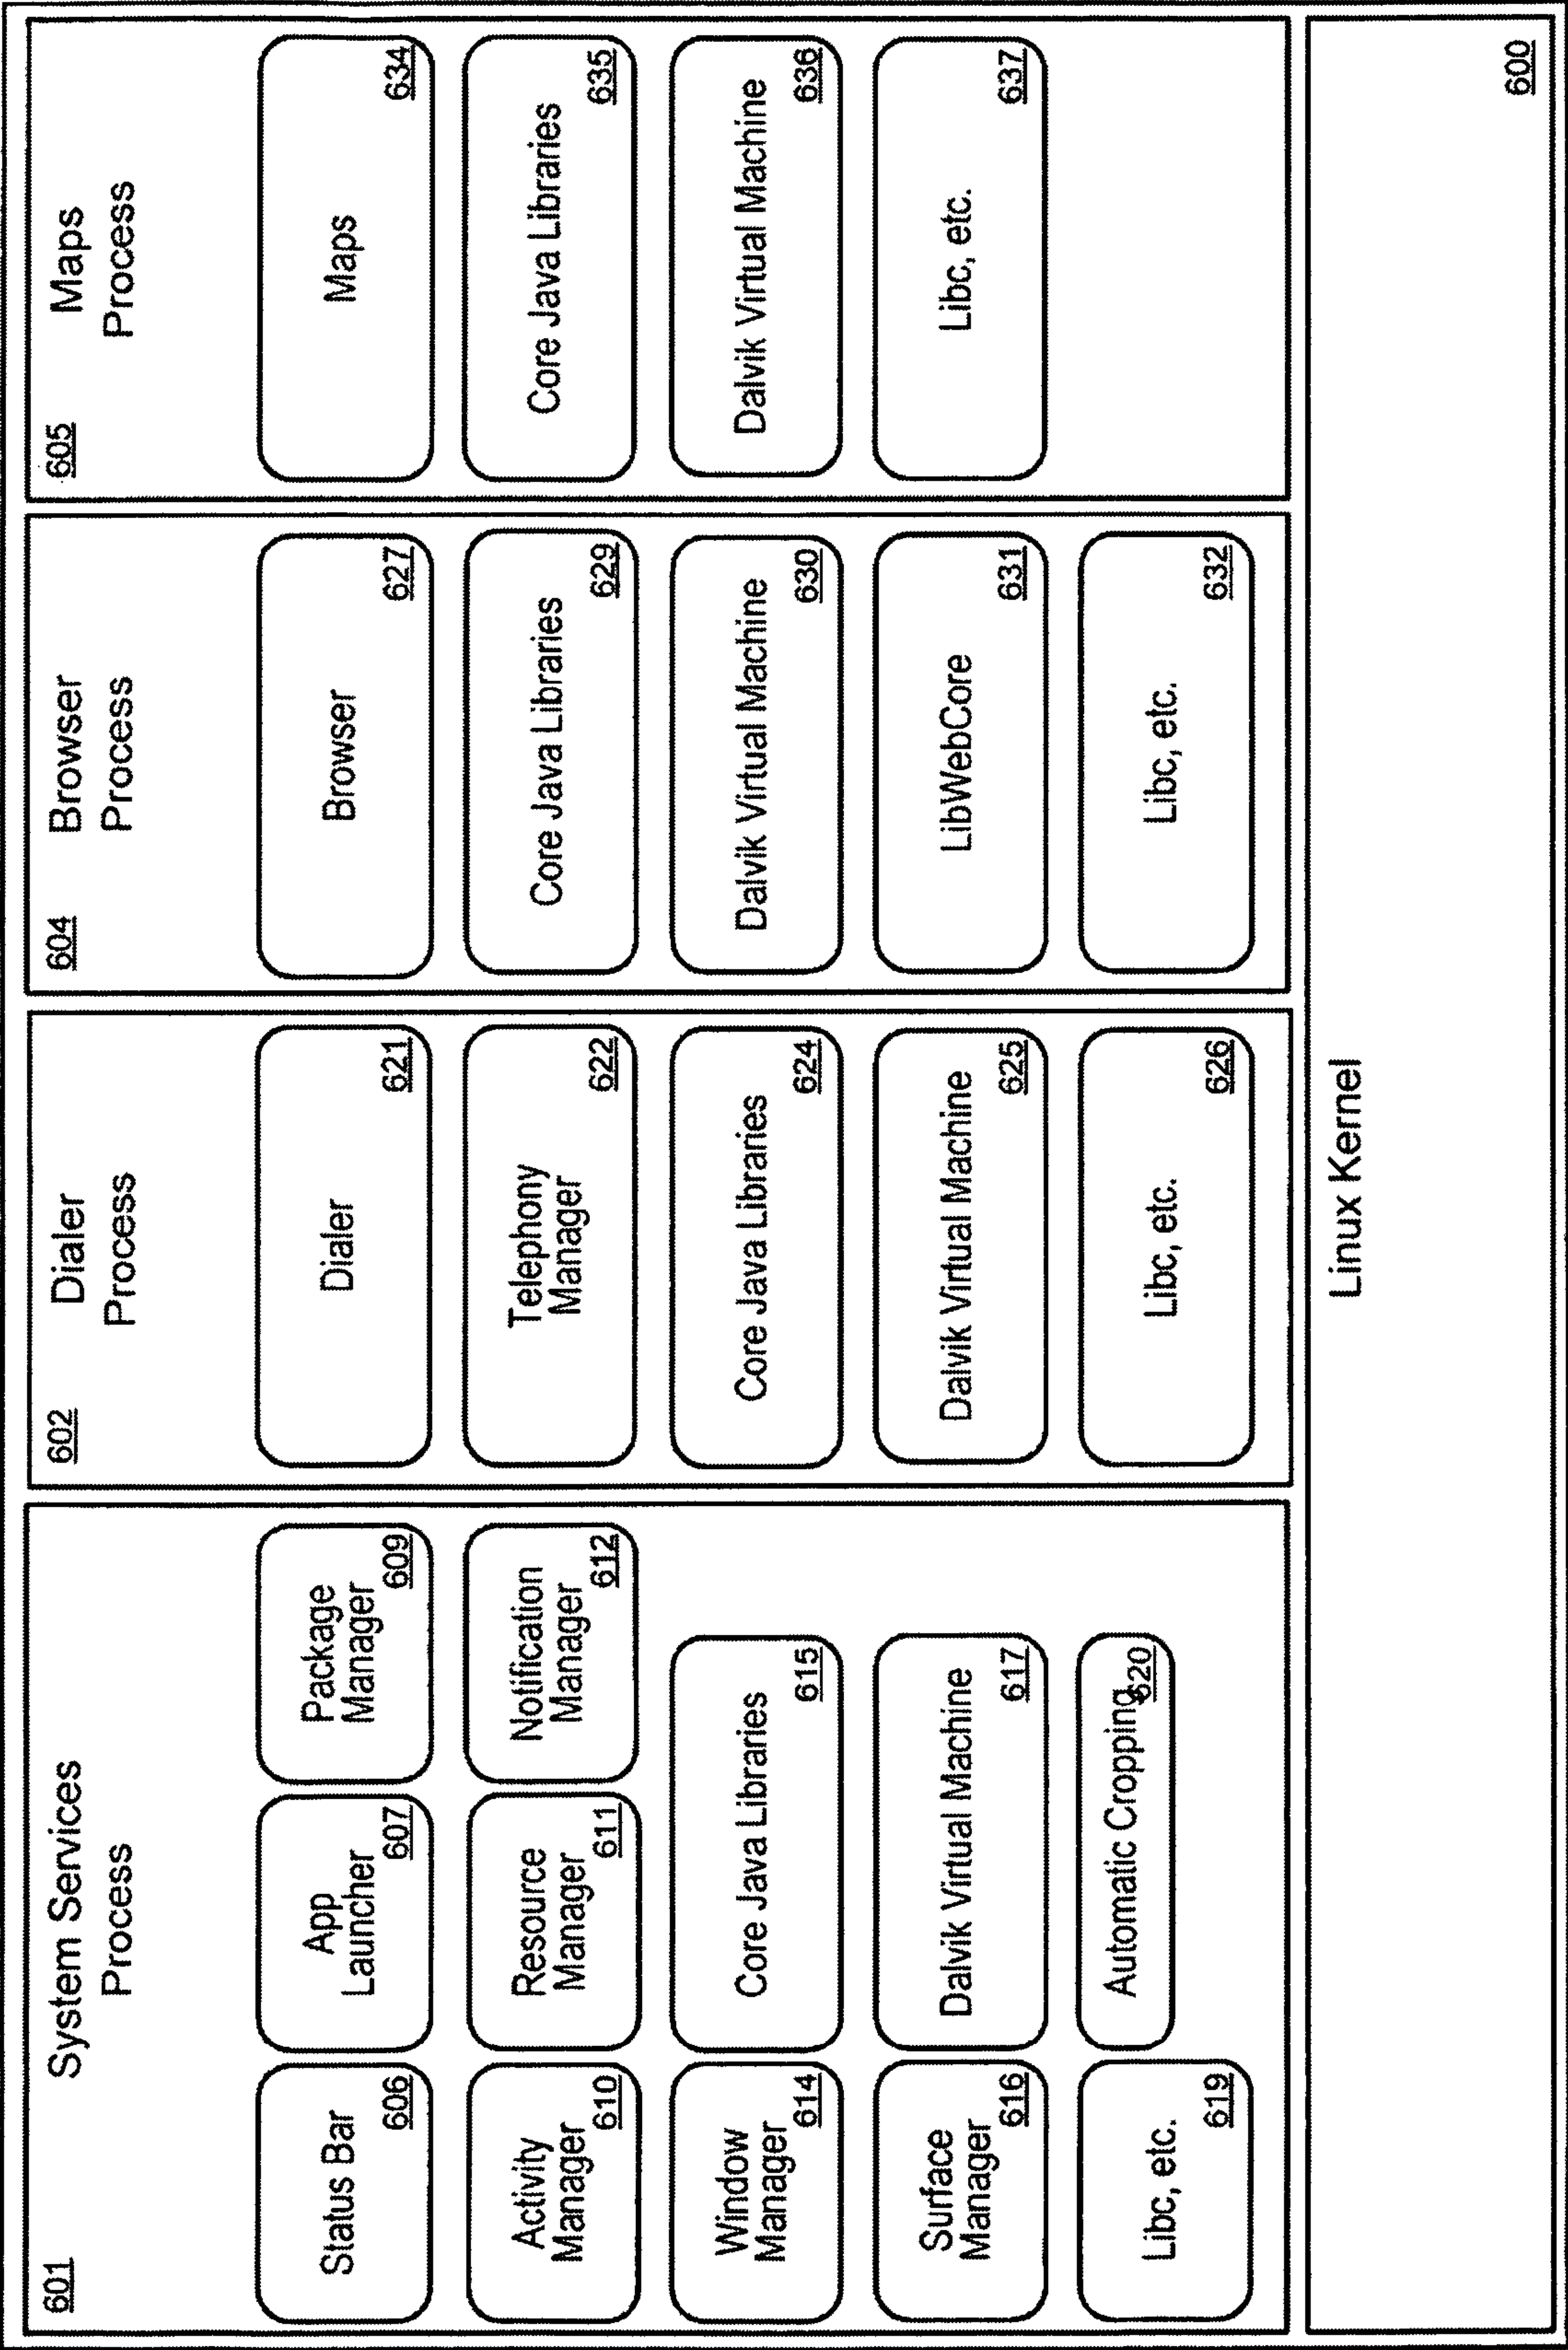 601
System Services
Process
Status Bar
606
App
Launcher
607
Package
Manager
609
Activity
Manager
610
Resource
Manager
611
Notification
Manager
612
Window
Manager
614
Core Java Libraries
615
Surface
Manager
616
Dalvik Virtual Machine
617
Libc, etc.
619
Automatic Cropping
620
602
Dialer
Process
Dialer
621
Telephony
Manager
622
Core Java Libraries
624
Dalvik Virtual Machine
625
Libc, etc.
626
604
Browser
Process
Browser
627
Core Java Libraries
629
Dalvik Virtual Machine
630
LibWebCore
631
Libc, etc.
632
605
Maps
Process
Maps
634
Core Java Libraries
635
Dalvik Virtual Machine
636
Libc, etc.
637
Linux Kernel
600